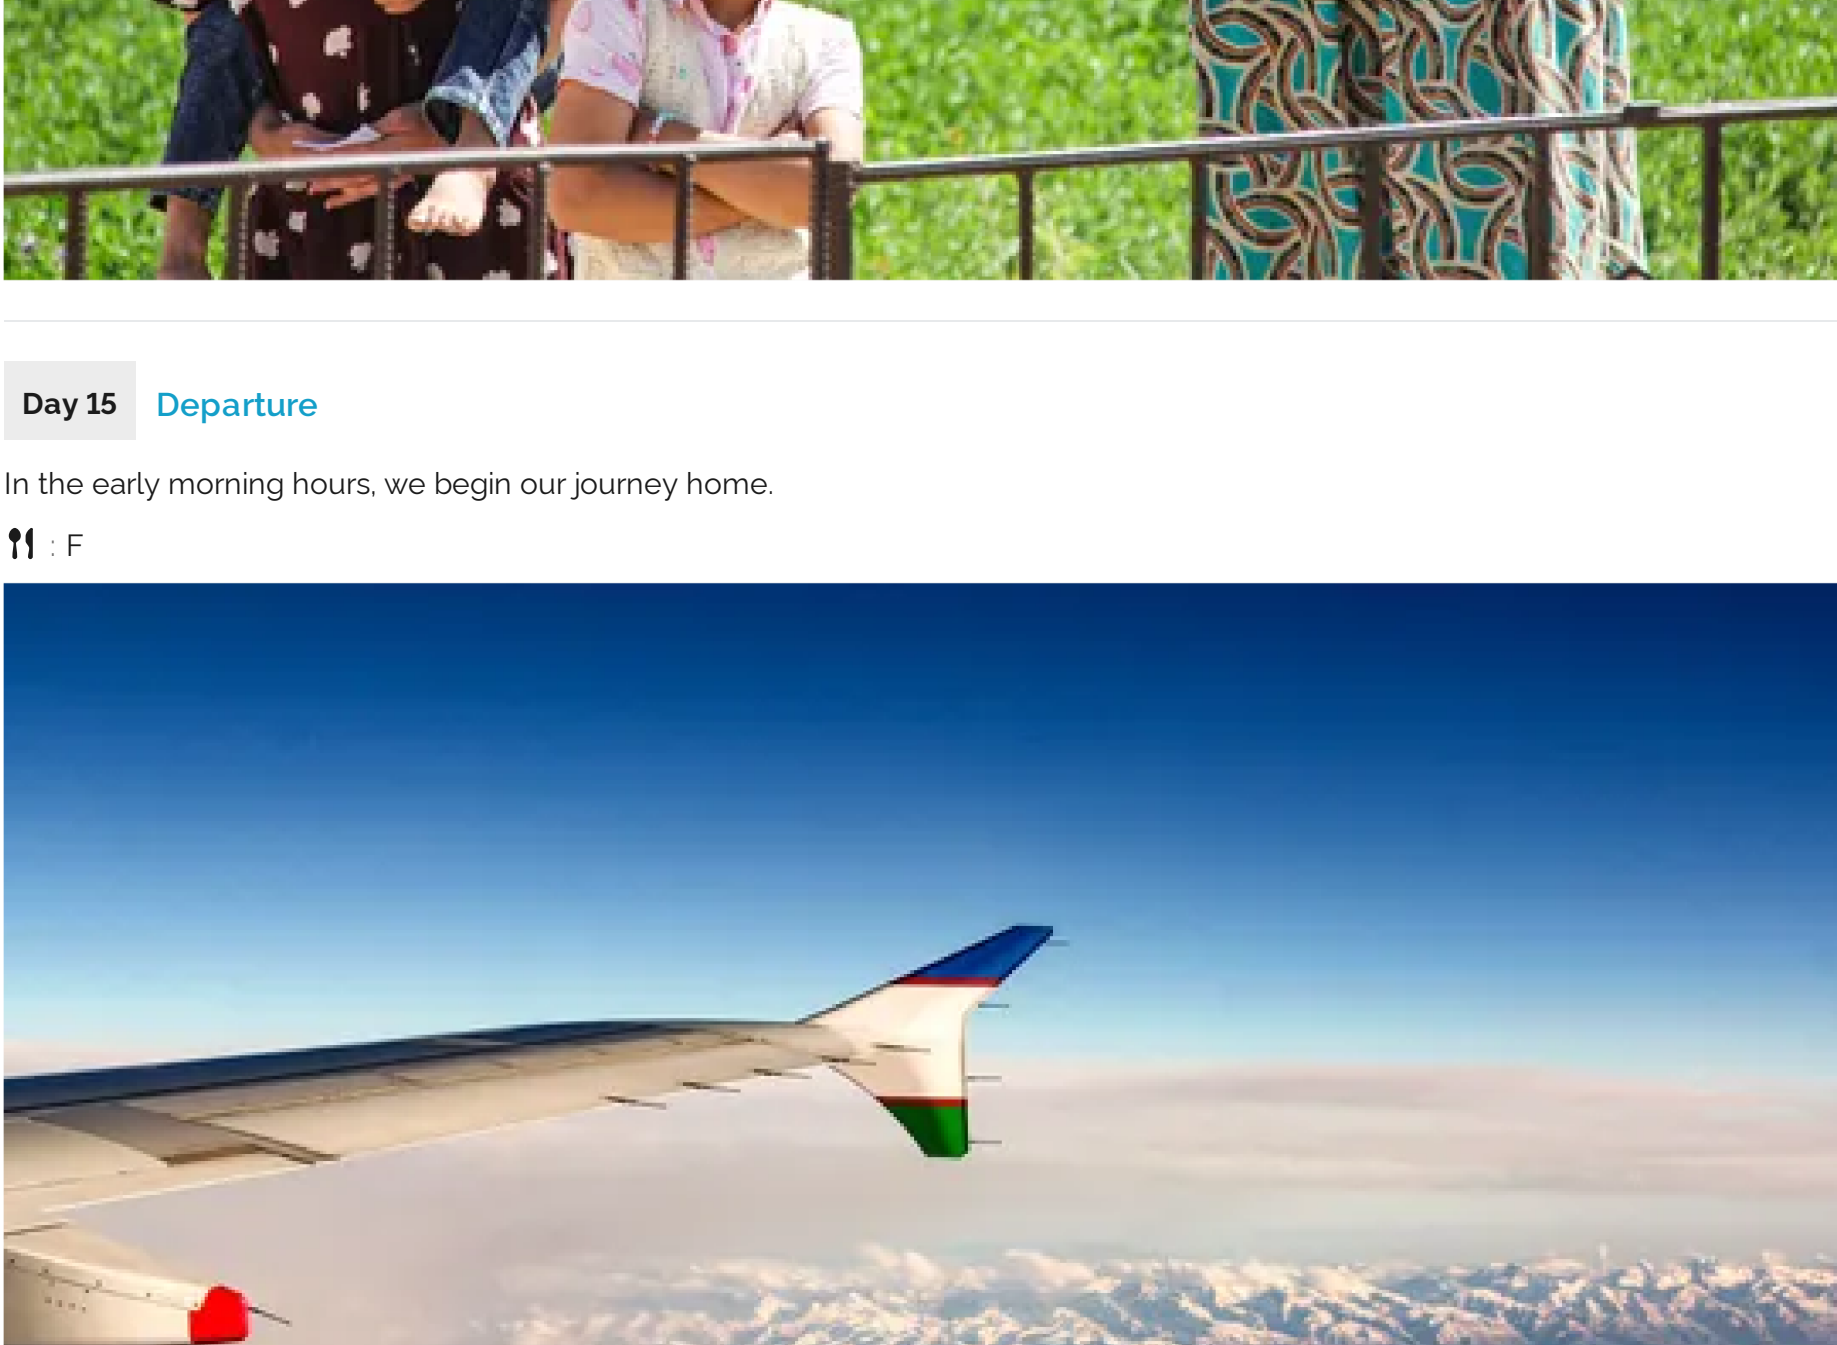 Day 15
Departure
In the early morning hours, we begin our journey home.
: F